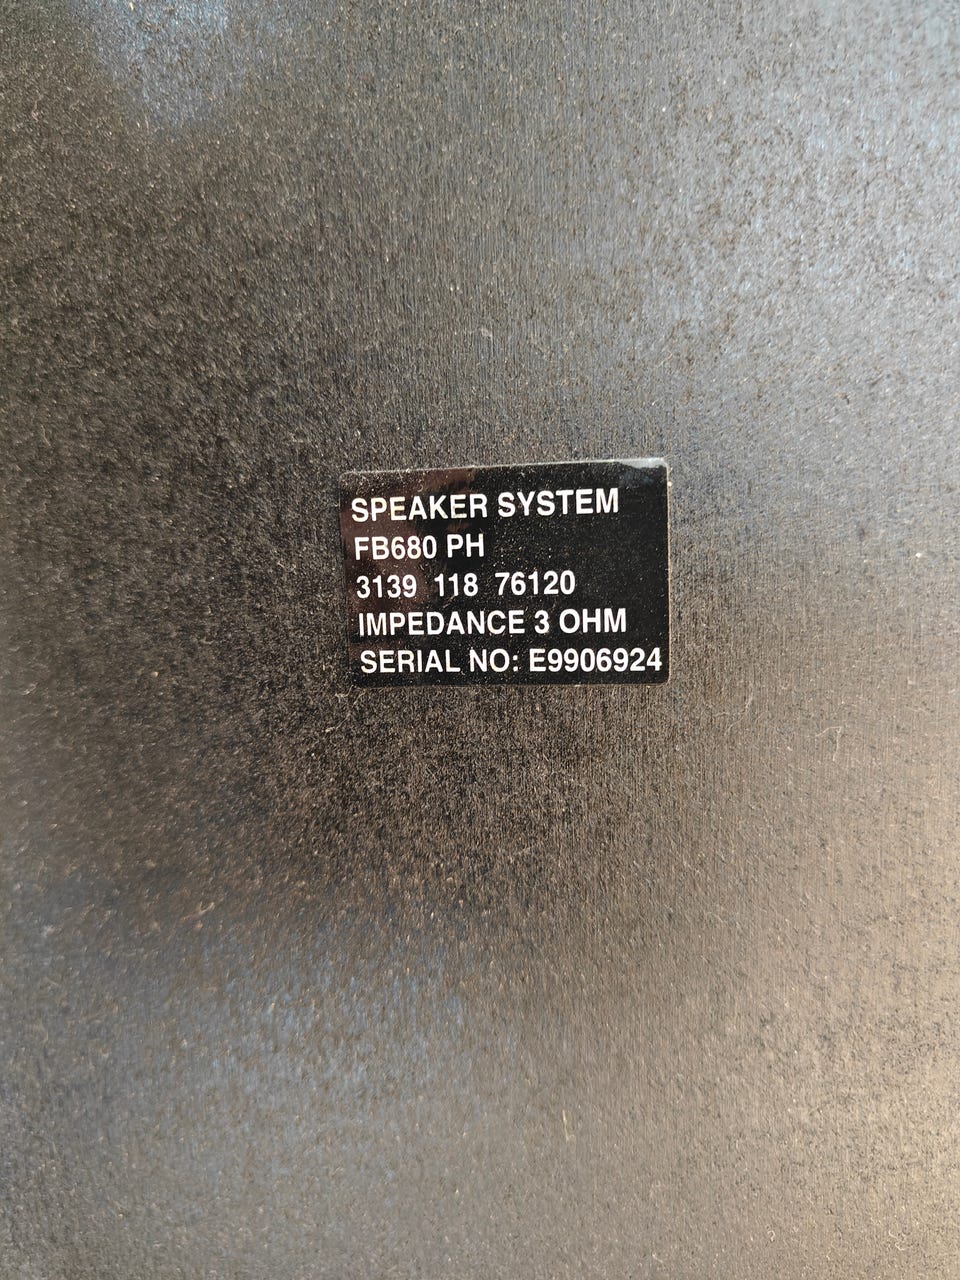 SPEAKER SYSTEM
FB680 PH
3139 118 76120
IMPEDANCE 3 OHM
SERIAL NO: E9906924